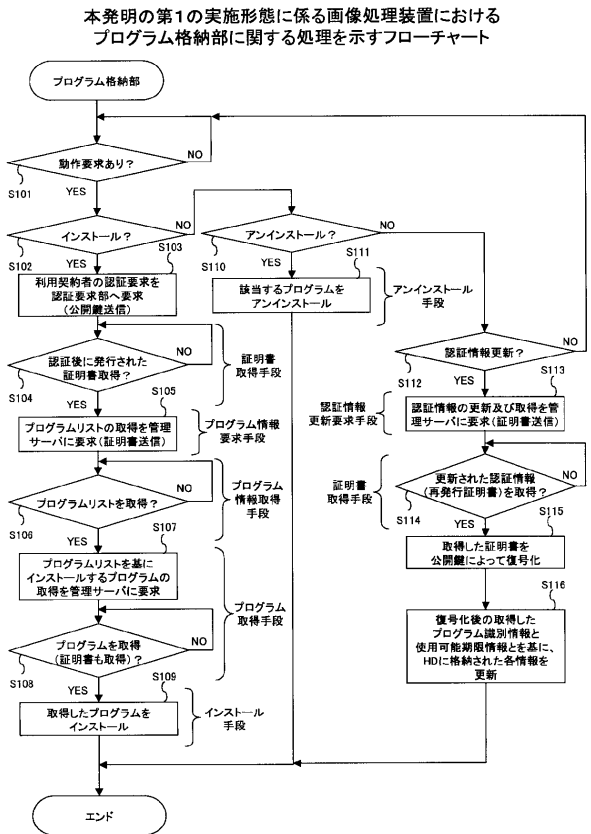 本発明の第1の実施形態に係る画像処理装置における
プログラム格納部に関する処理を示すフローチャート
プログラム格納部
動作要求あり？
NO
S101
YES
インストール？
NO
S102
YES
S103
利用契約者の認証要求を
認証要求部へ要求
(公開鍵送信)
認証後に発行された
証明書取得？
NO
S104
YES
証明書
取得手段
S105
プログラムリストの取得を管理
サーバに要求(証明書送信)
プログラム情報
要求手段
プログラムリストを取得？
NO
S106
YES
プログラム
情報取得
手段
S107
プログラムリストを基に
インストールするプログラムの
取得を管理サーバに要求
プログラムを取得
(証明書も取得)？
NO
S108
YES
プログラム
取得手段
S109
取得したプログラムを
インストール
インストール
手段
エンド
アンインストール？
NO
S110
YES
S111
該当するプログラムを
アンインストール
アンインストール
手段
認証情報更新？
NO
S112
YES
S113
認証情報の更新及び取得を管
理サーバに要求(証明書送信)
認証情報
更新要求手段
更新された認証情報
(再発行証明書)を取得？
NO
S114
YES
証明書
取得手段
S115
取得した証明書を
公開鍵によって復号化
S116
復号化後の取得した
プログラム識別情報と
使用可能期限情報とを基に、
HDに格納された各情報を
更新